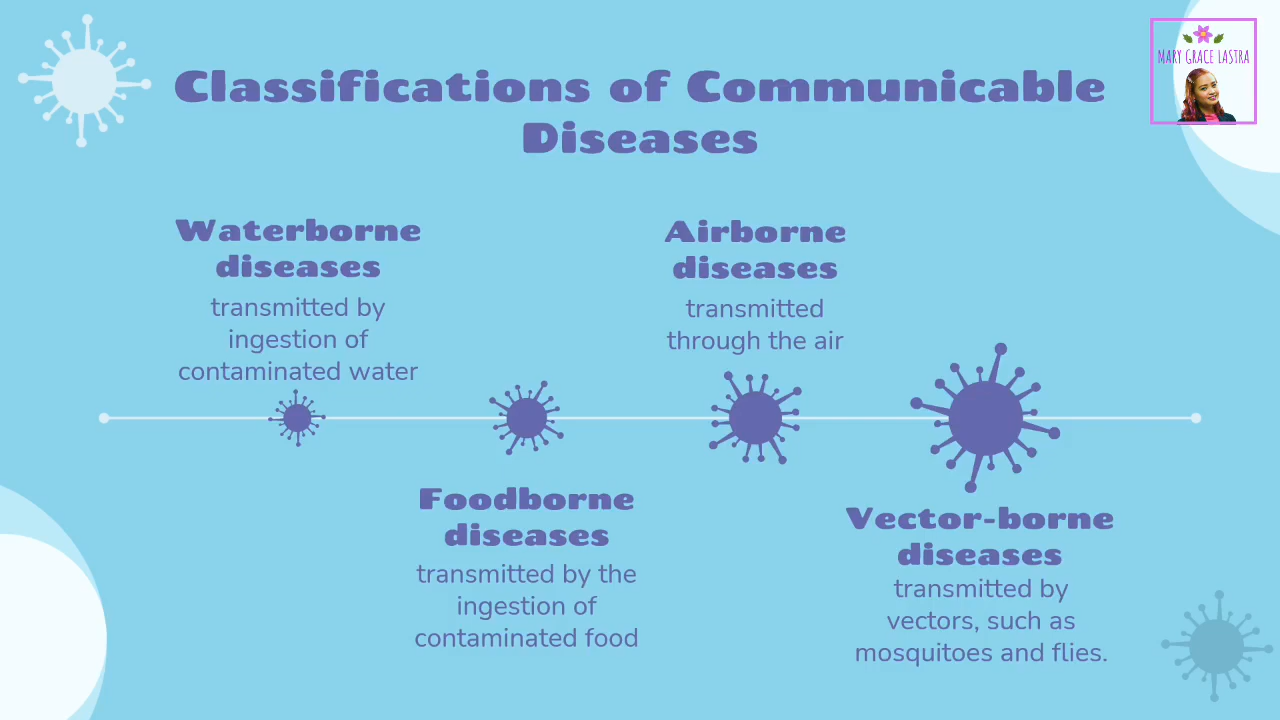 Classifications of Communicable
Diseases
MARY GRACE LASTRA
Waterborne
diseases
transmitted by
ingestion of
contaminated water
Foodborne
diseases
transmitted by the
ingestion of
contaminated food
Airborne
diseases
transmitted
through the air
Vector-borne
diseases
transmitted by
vectors, such as
mosquitoes and flies.